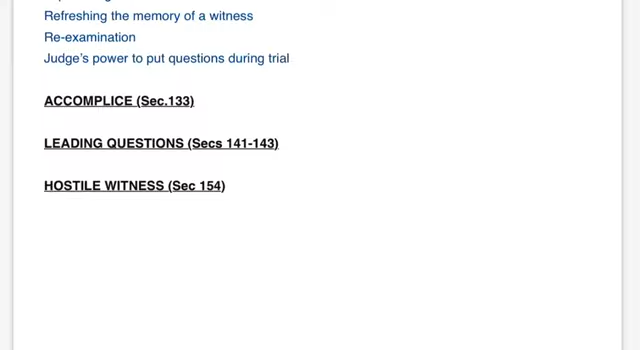 Refreshing the memory of a witness
Re-examination
Judge’s power to put questions during trial
ACCOMPLICE (Sec.133)
LEADING QUESTIONS (Secs 141-143)
HOSTILE WITNESS (Sec 154)